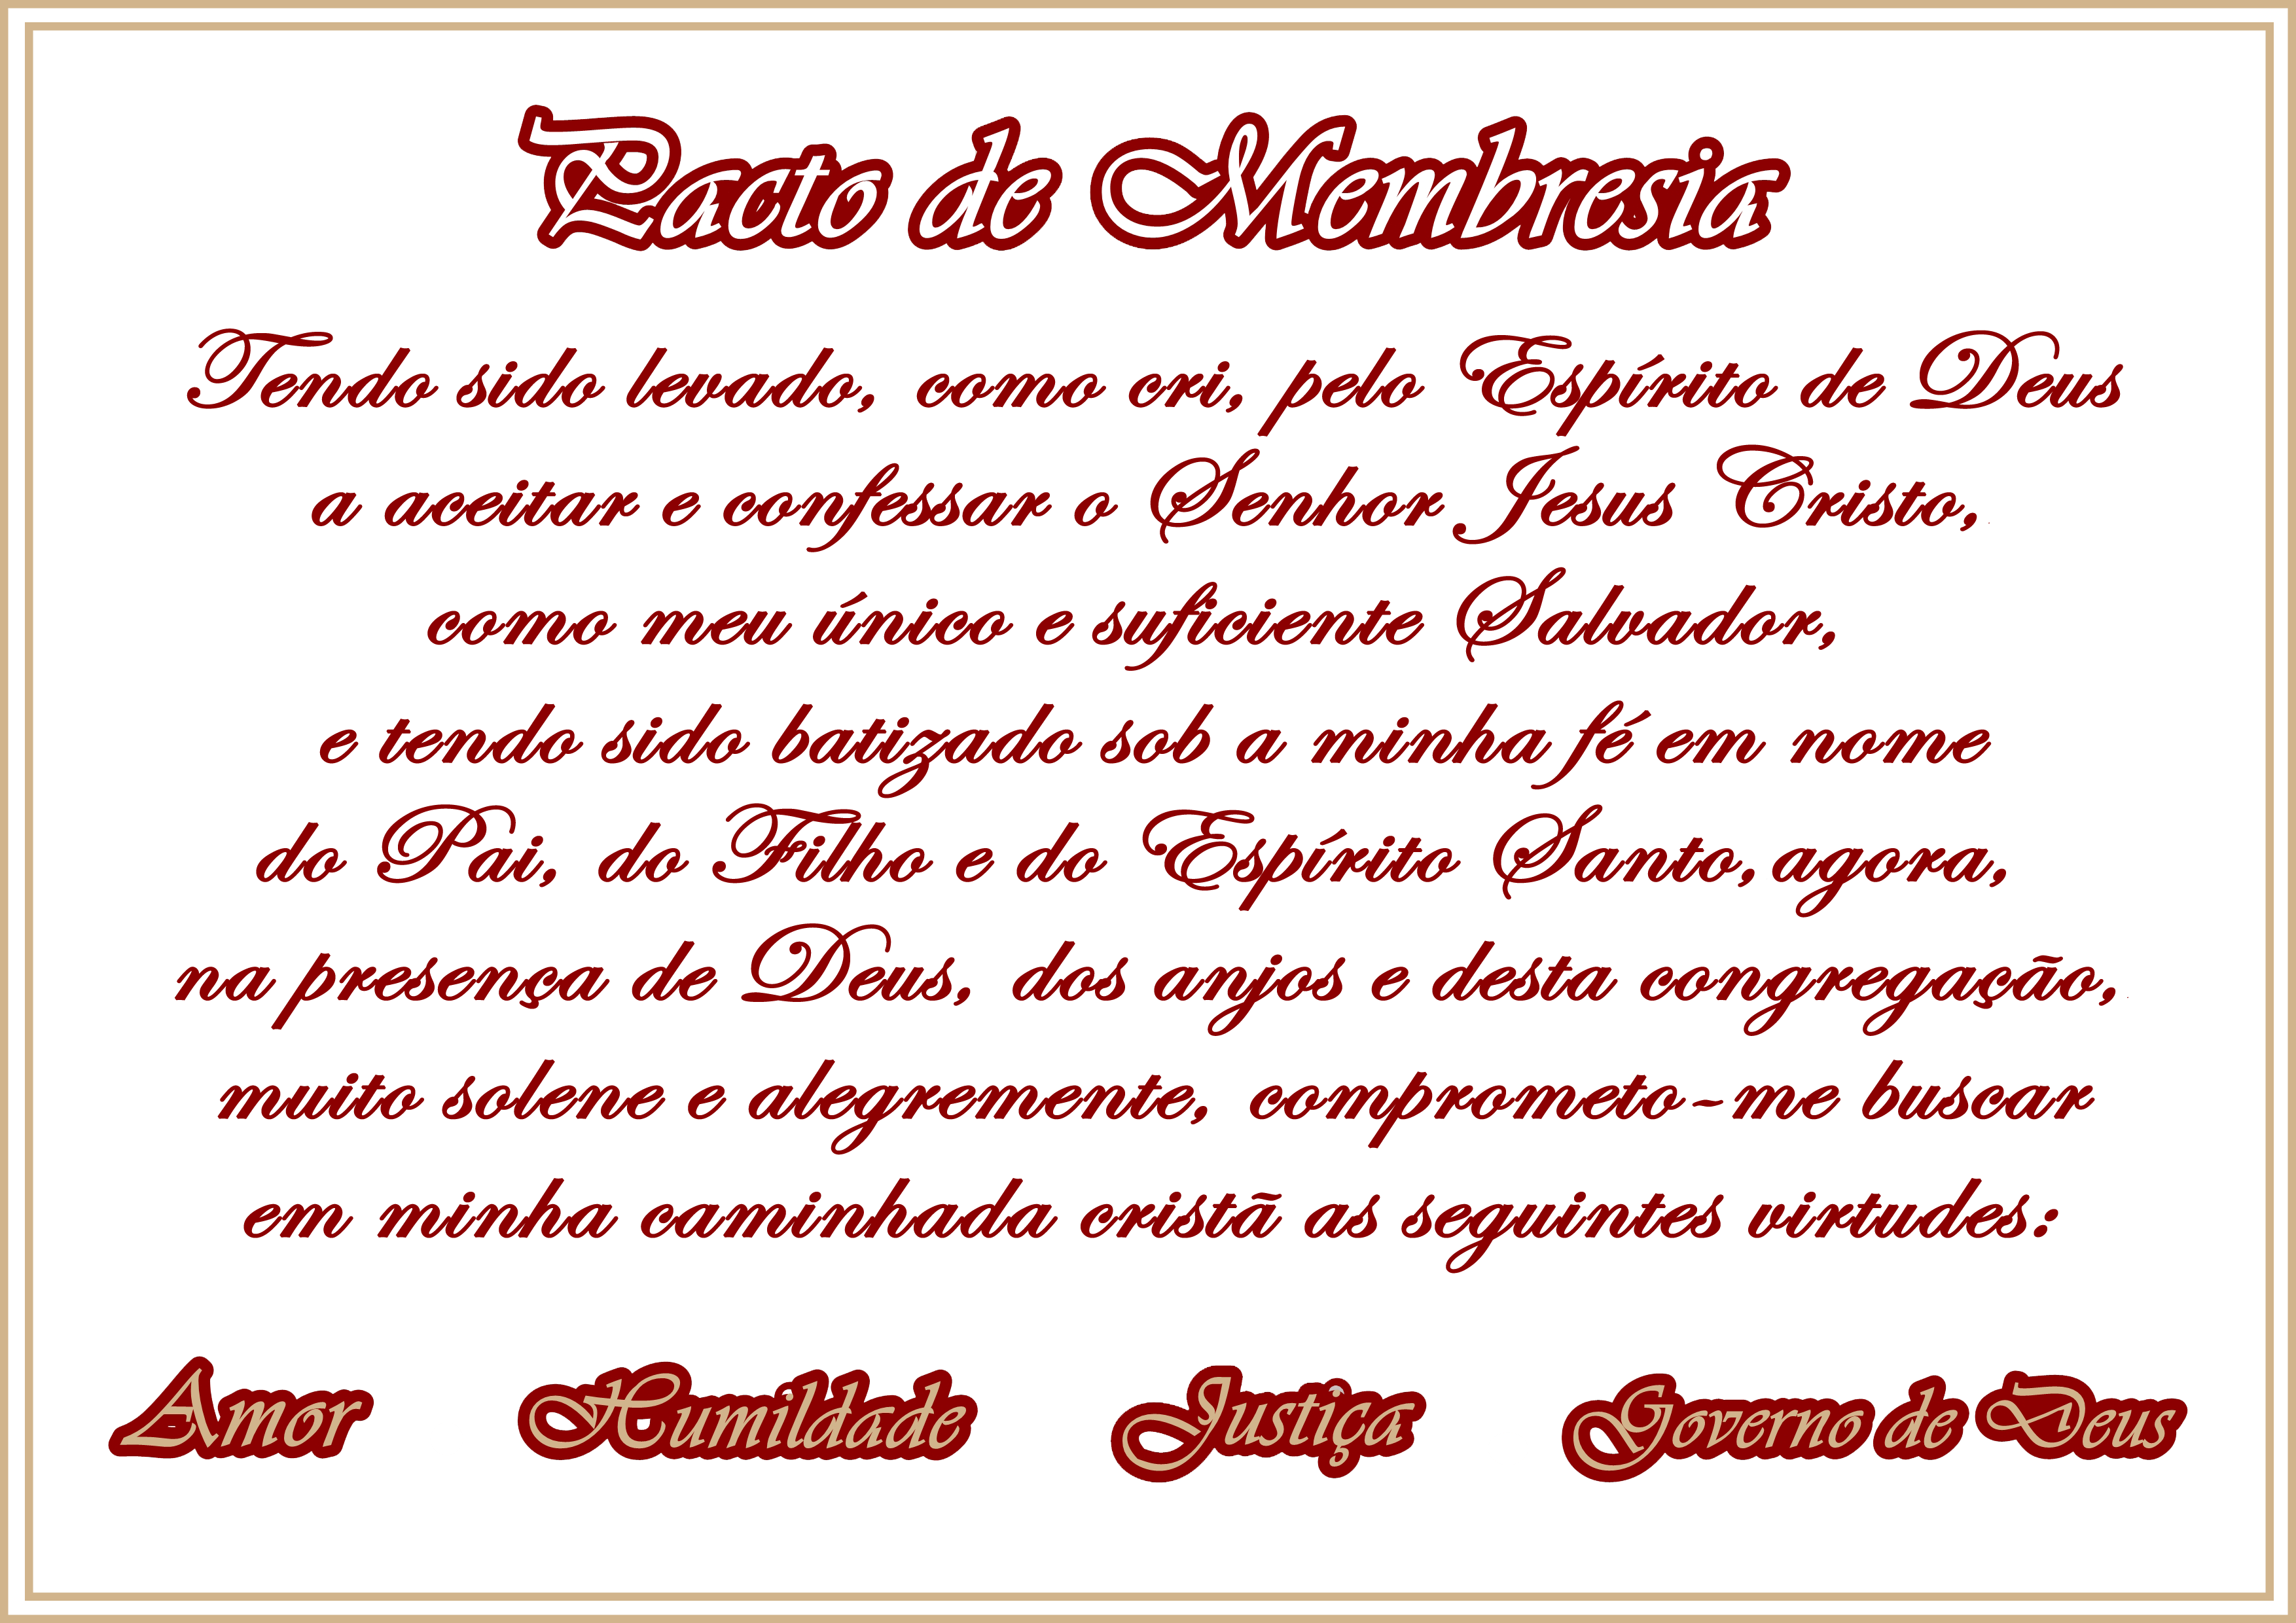 Pacto de Membresia
Tendo sido levado, como cri, pelo Espírito de Deus
a aceitar e confessar o Senhor Jesus Cristo,
como meu único e suficiente Salvador,
e tendo sido batizado sob a minha fé em nome
do Pai, do Filho e do Espírito Santo, agora,
na presença de Deus, dos anjos e desta congregação,
muito solene e alegremente, comprometo-me buscar
em minha caminhada cristã as seguintes virtudes:
Amor Humildade Justiça Governo de Deus